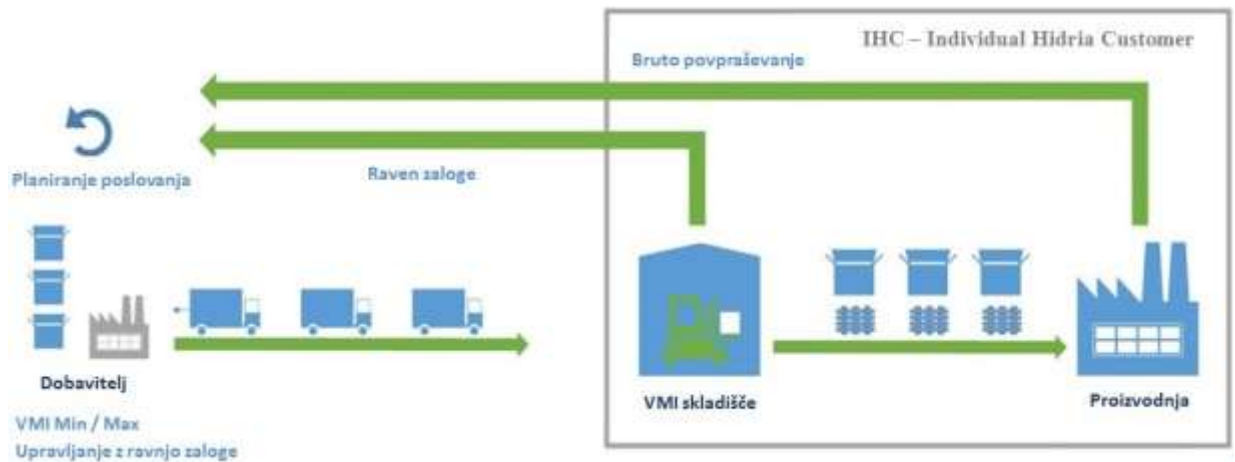 IHC – Individual Hidria Customer
Bruto povpraševanje
Raven zaloge
Planiranje poslovanja
Dobavitelj
VMI skladišče
Proizvodnja
VMI Min / Max
Upravljanje z ravnjo zaloge